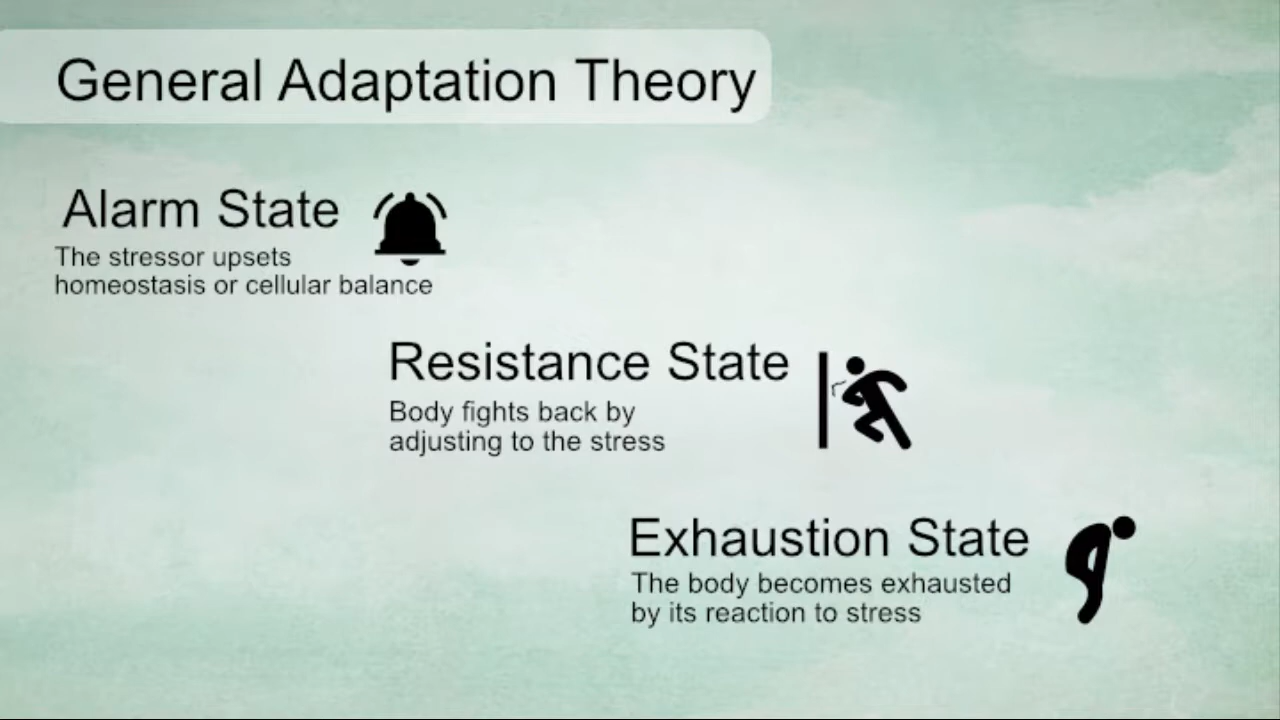 General Adaptation Theory
Alarm State
The stressor upsets
homeostasis or cellular balance
Resistance State
Body fights back by
adjusting to the stress
Exhaustion State
The body becomes exhausted
by its reaction to stress